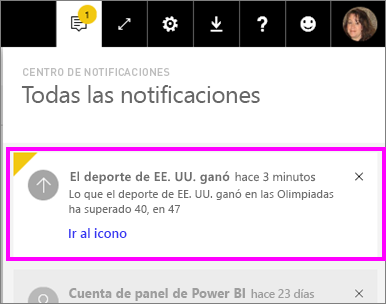 1
?
CENTRO DE NOTIFICACIONES
Todas las notificaciones
El deporte de EE. UU. ganó hace 3 minutos
Lo que el deporte de EE. UU. ganó en las Olimpiadas
ha superado 40, en 47
Ir al icono
Cuenta de panel de Power BI hace 23 días